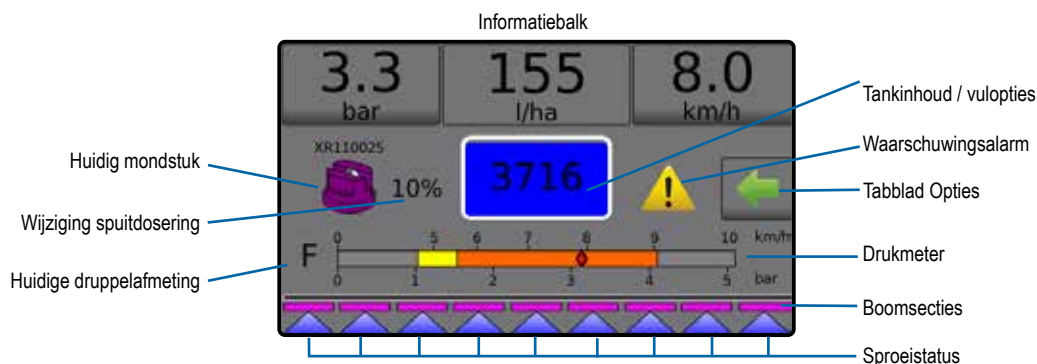 Informatiebalk
3.3 155 8.0
bar l/ha km/h
Tankinhoud / vulopties
Waarschuwingsalarm
XR110025
Huidig mondstuk
10% 3716
Tabblad Opties
Wijziging spuitdosering
0 5 6 7 8 9 10 km/h
F
Drukmeter
Huidige druppelafmeting
0 1 2 3 4 5 bar
Boomsecties
Sproeistatus